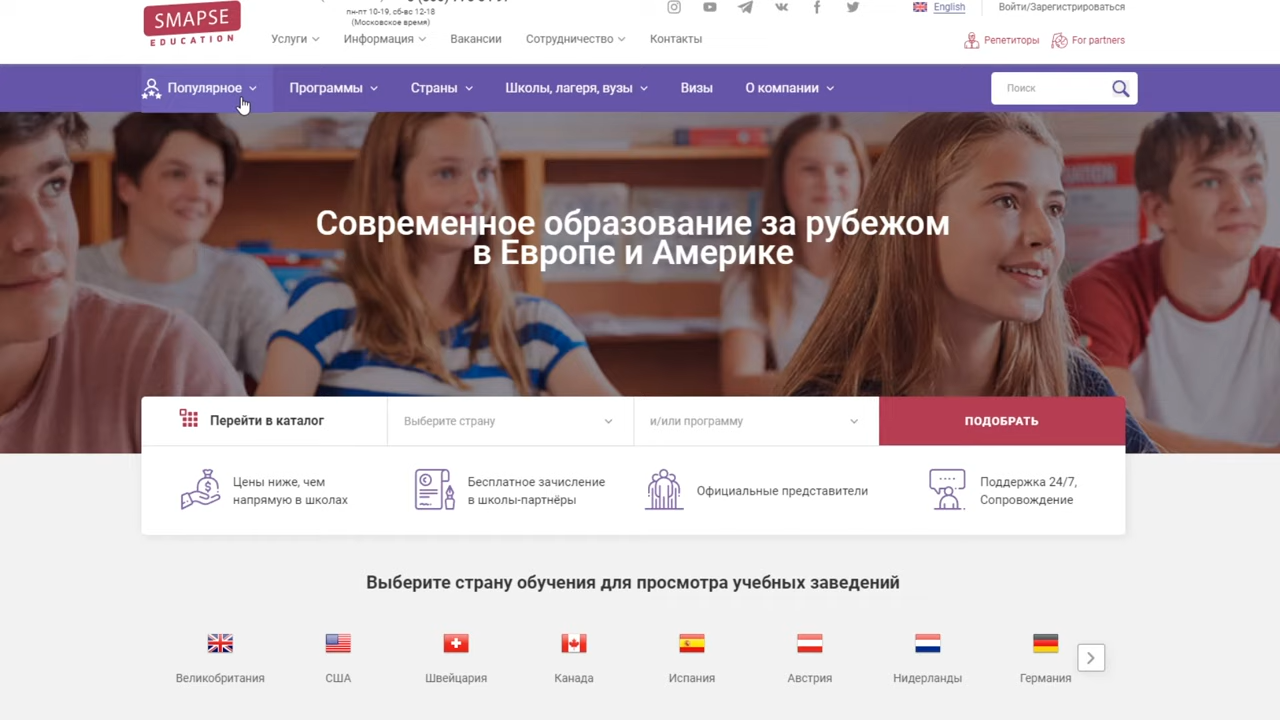 SMAPSE
EDUCATION
пн-пт 10-19, сб-вс 12-18
(Московское время)
English
Войти/Зарегистрироваться
Услуги
Информация
Вакансии
Сотрудничество
Контакты
Репетиторы
For partners
Популярное
Программы
Страны
Школы, лагеря, вузы
Визы
О компании
Поиск
Современное образование за рубежом
в Европе и Америке
Перейти в каталог
Выберите страну
и/или программу
ПОДОБРАТЬ
Цены ниже, чем
напрямую в школах
Бесплатное зачисление
в школы-партнёры
Официальные представители
Поддержка 24/7,
Сопровождение
Выберите страну обучения для просмотра учебных заведений
Великобритания
США
Швейцария
Канада
Испания
Австрия
Нидерланды
Германия